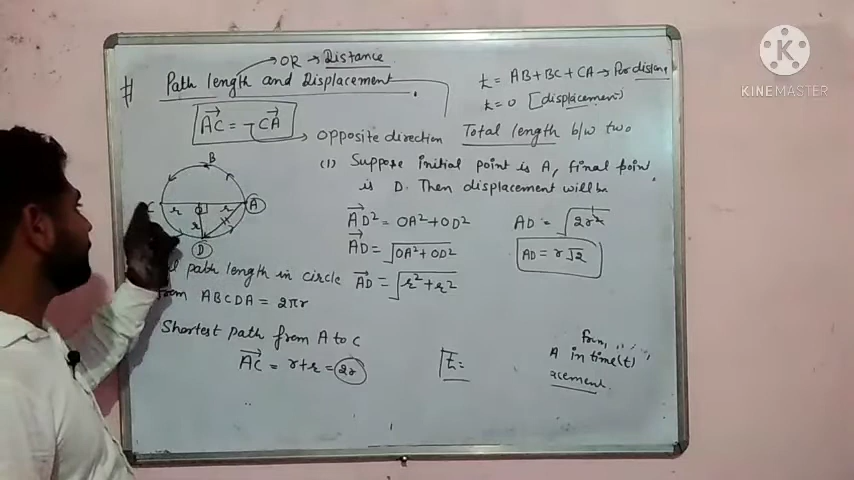 OR → Distance
# Path length and Displacement.
t = AB + BC + CA → For distance
t = 0 [displacement]
KINEMASTER
AC = -CA
opposite direction
Total length b/w two
(1) Suppose initial point is A, final point
is D. Then displacement will be
B
C
r
r
A
O
r
D
AD² = OA² + OD²
AD = √OA² + OD²
AD = √r² + r²
AD = √2r²
AD = r√2
path length in circle
from ABCDA = 2πr
Shortest path from A to C
AC = r + r = 2r
t =
A in time(t)
acement